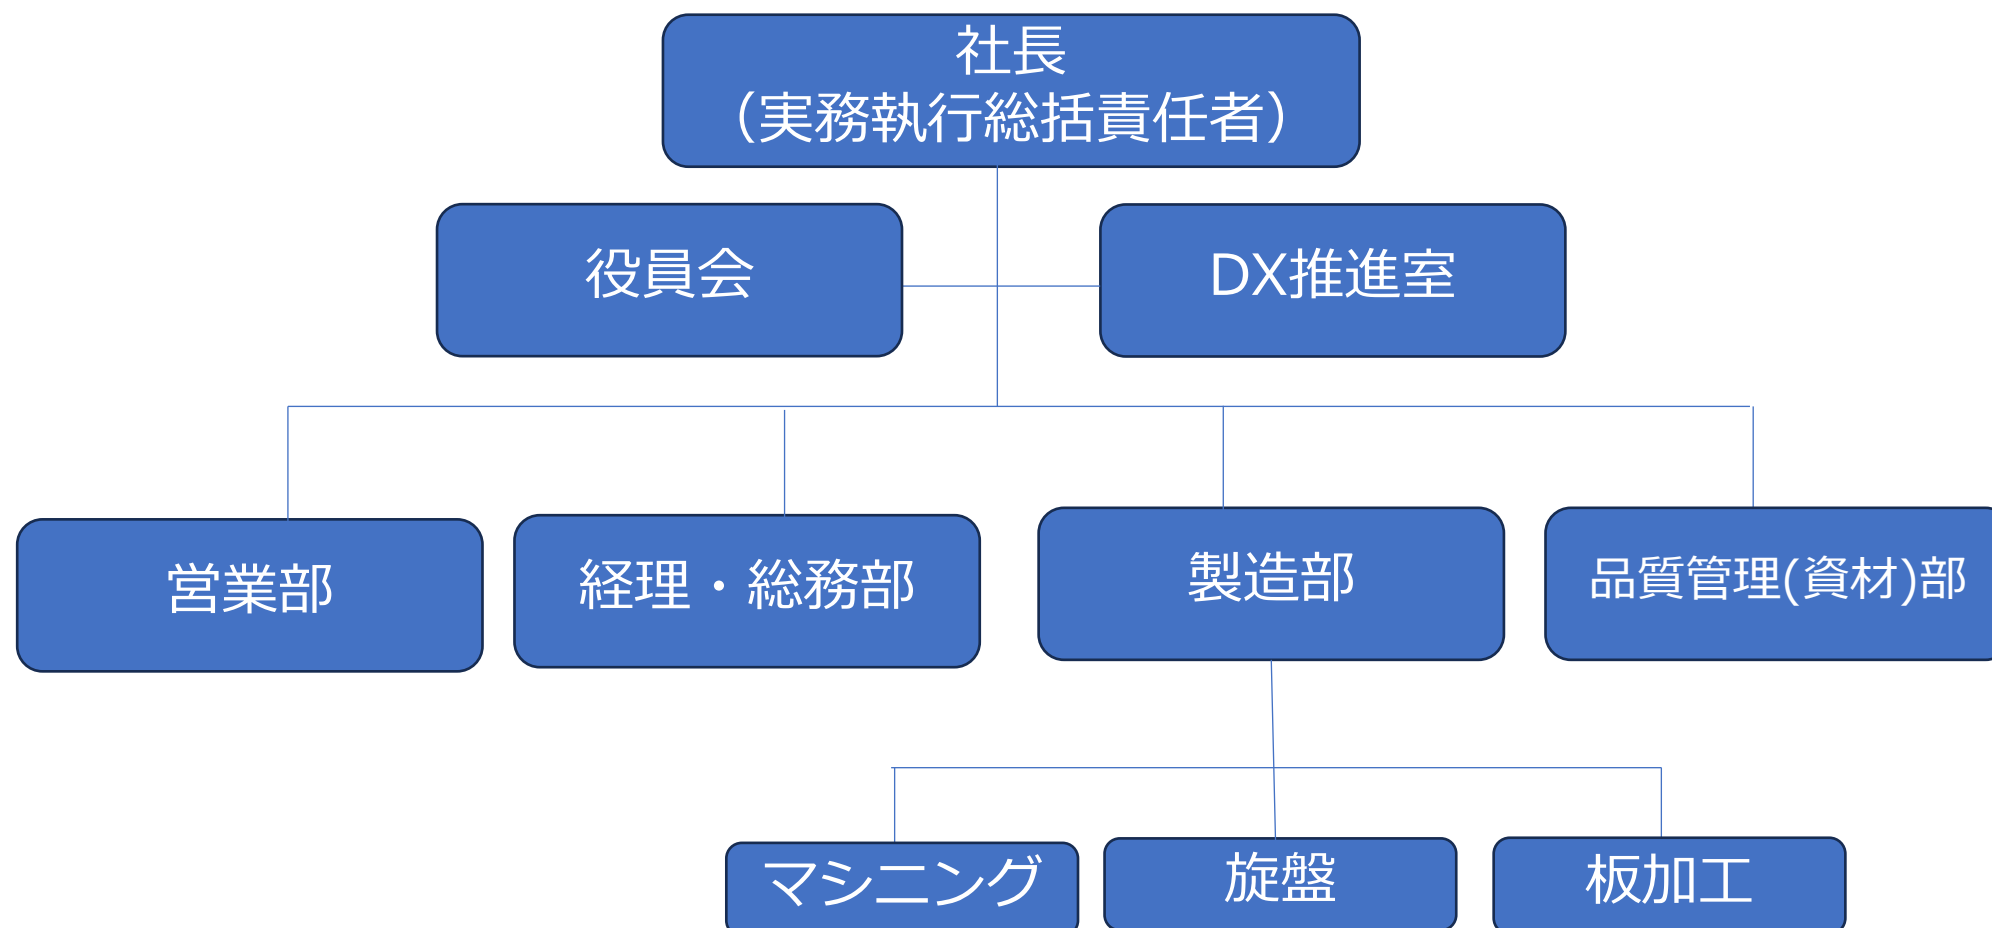 社長
（実務執行総括責任者）
役員会
DX推進室
営業部
経理・総務部
製造部
品質管理(資材)部
マシニング
旋盤
板加工